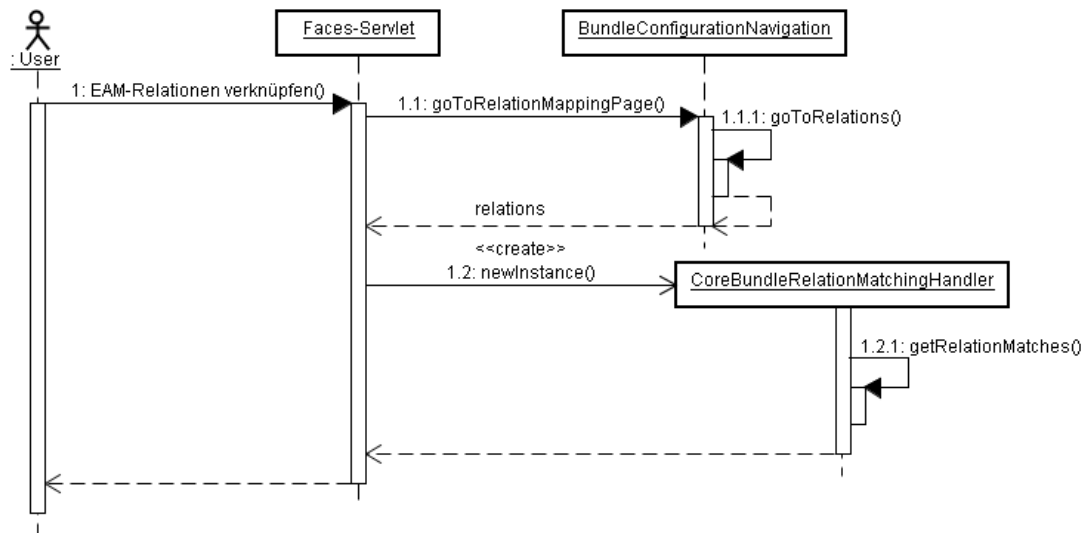 : User
Faces-Servlet
BundleConfigurationNavigation
1: EAM-Relationen verknüpfen()
1.1: goToRelationMappingPage()
1.1.1: goToRelations()
relations
<<create>>
1.2: newInstance()
CoreBundleRelationMatchingHandler
1.2.1: getRelationMatches()